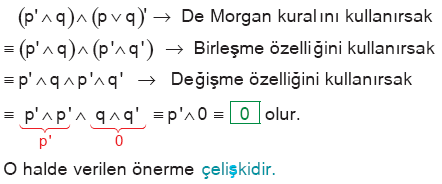 (p'∧q)∧(p∨q)' → De Morgan kuralını kullanırsak
≡ (p'∧q)∧(p'∧q') → Birleşme özelliğini kullanırsak
≡ p'∧q∧p'∧q' → Değişme özelliğini kullanırsak
≡ p'∧p' ∧ q∧q' ≡ p'∧0 ≡ 0 olur.
p' 0
O halde verilen önerme çelişkidir.